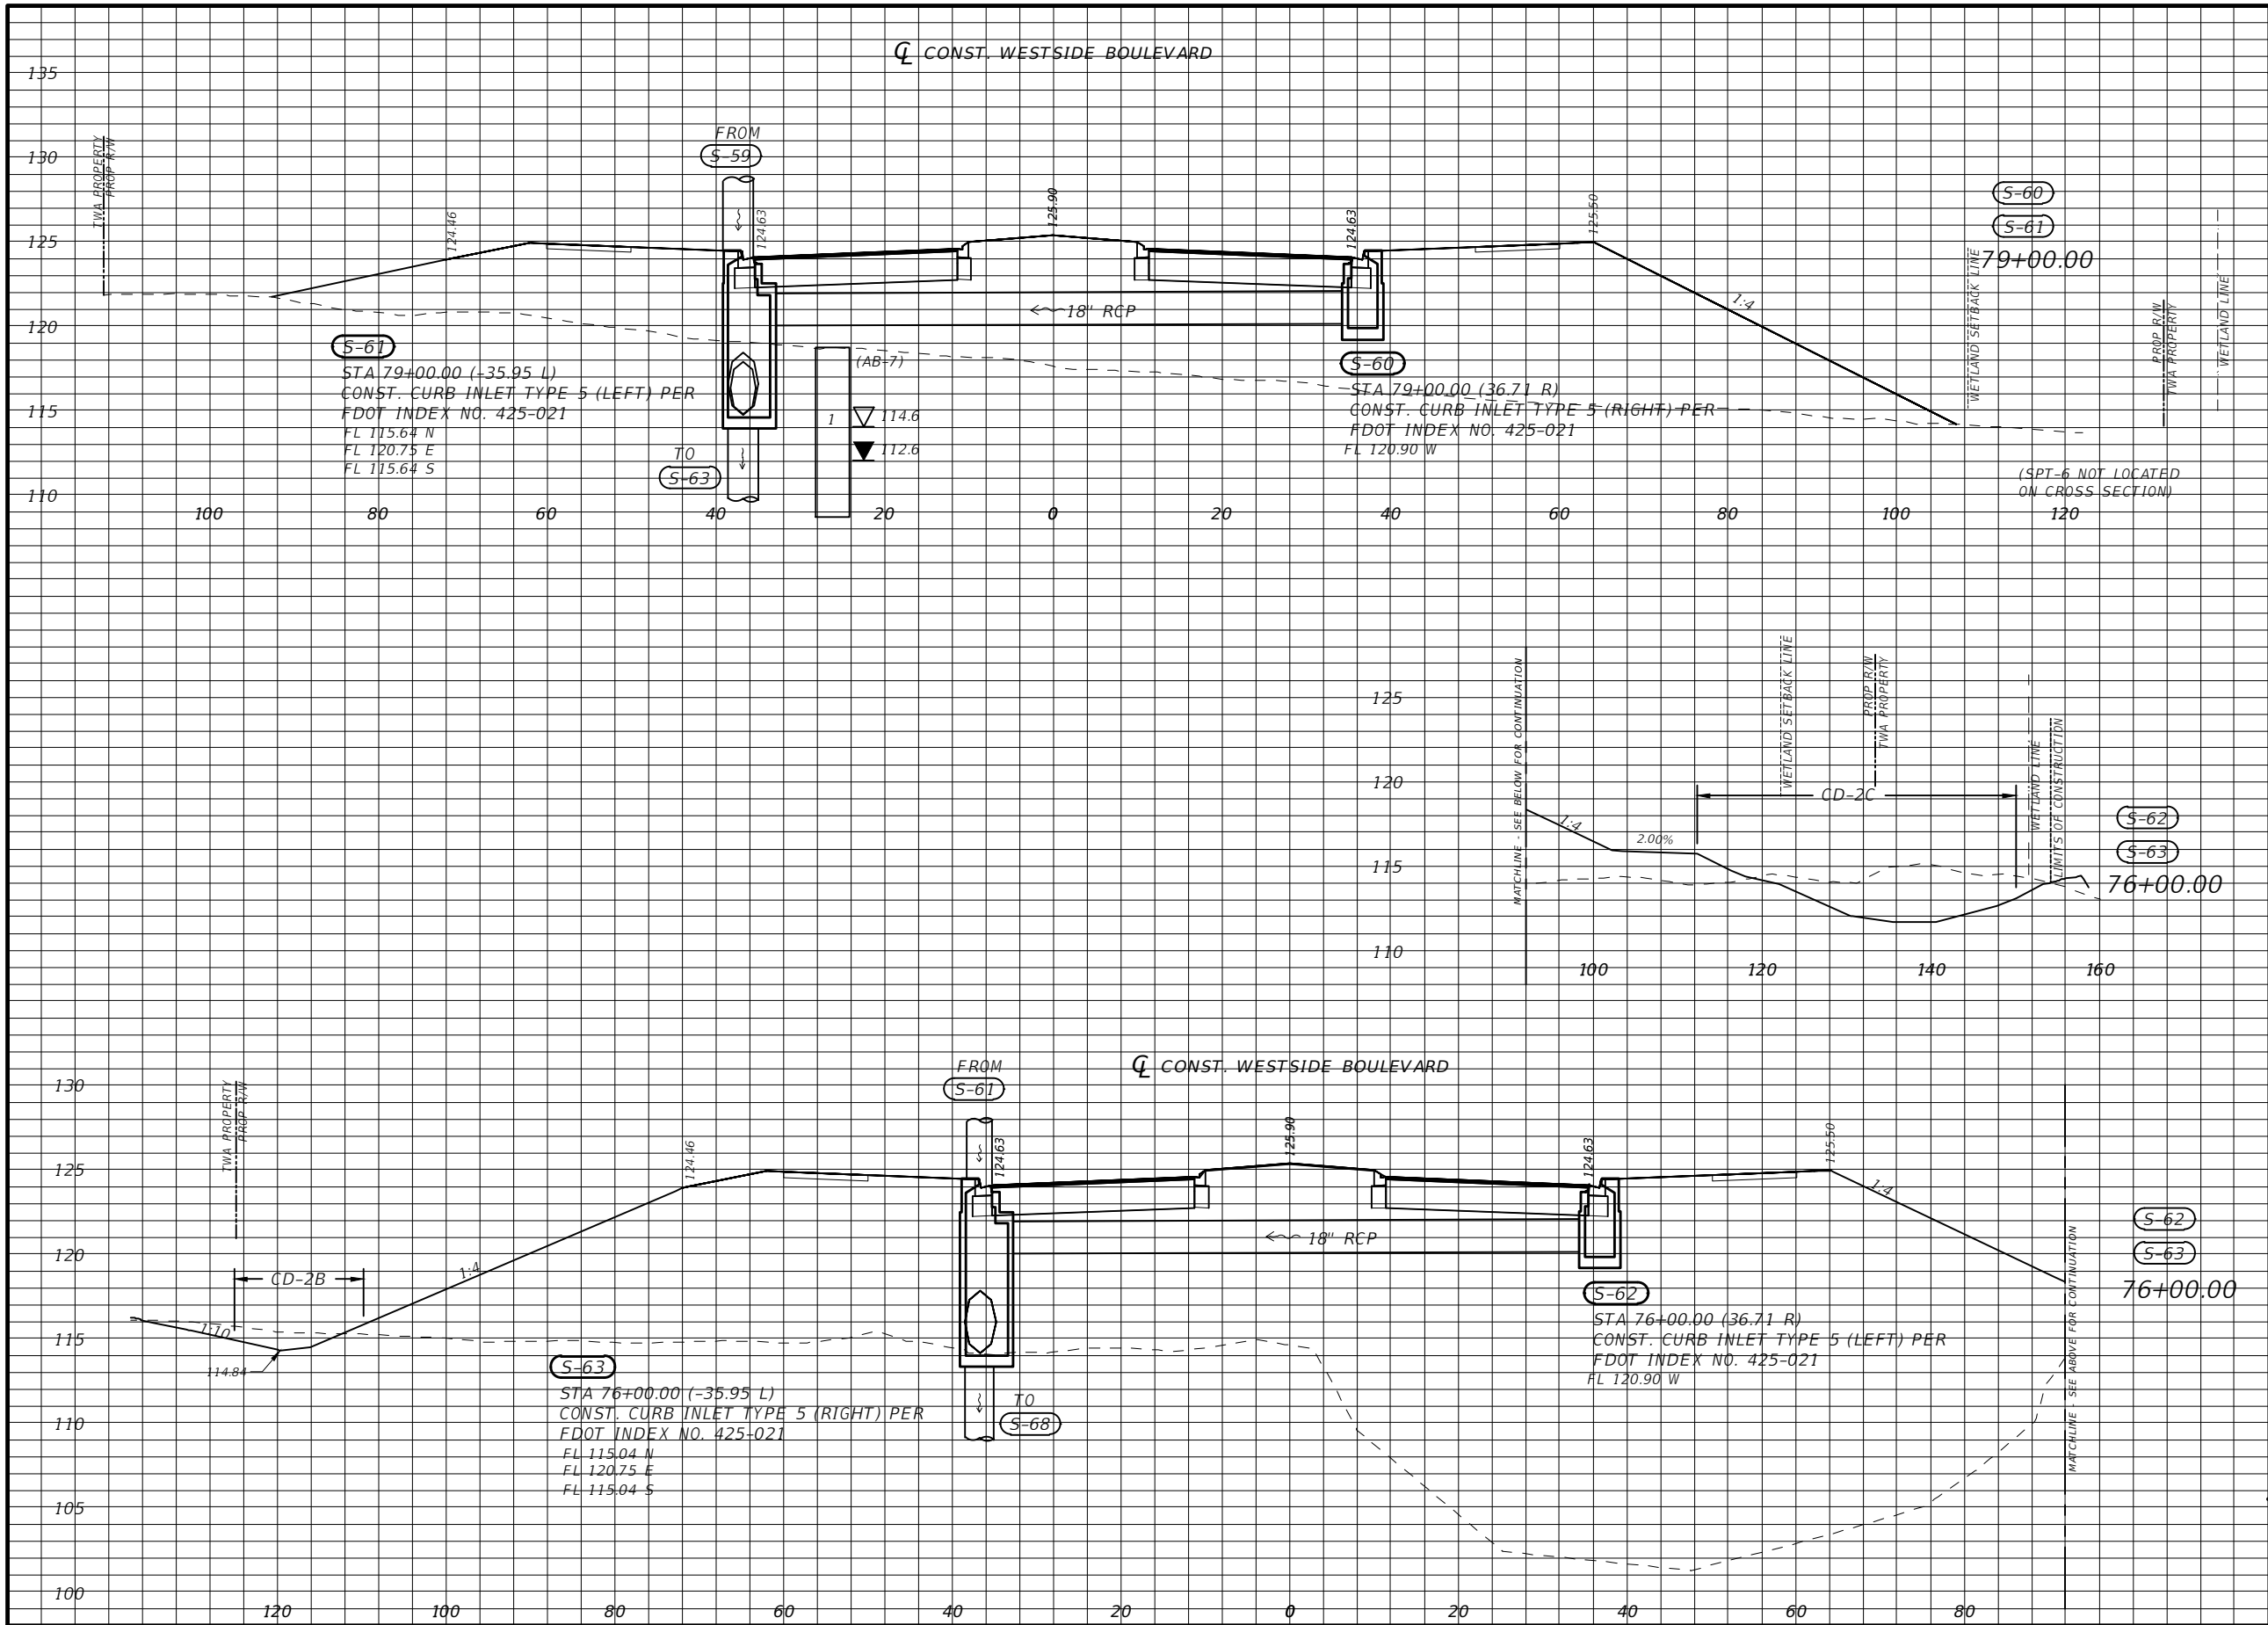 ℄ CONST. WESTSIDE BOULEVARD
135
130
125
120
115
110
TWA PROPERTY
PROP R/W
124.46
FROM
S-59
124.63
125.90
124.63
125.50
S-60
S-61
79+00.00
WETLAND SETBACK LINE
PROP R/W
TWA PROPERTY
WETLAND LINE
1:4
18" RCP
S-61
STA 79+00.00 (-35.95 L)
CONST. CURB INLET TYPE 5 (LEFT) PER
FDOT INDEX NO. 425-021
FL 115.64 N
FL 120.75 E
FL 115.64 S
TO
S-63
(AB-7)
1
114.6
112.6
S-60
STA 79+00.00 (36.71 R)
CONST. CURB INLET TYPE 5 (RIGHT) PER
FDOT INDEX NO. 425-021
FL 120.90 W
(SPT-6 NOT LOCATED
ON CROSS SECTION)
100 80 60 40 20 0 20 40 60 80 100 120
125
120
115
110
MATCHLINE - SEE BELOW FOR CONTINUATION
1:4
2.00%
WETLAND SETBACK LINE
PROP R/W
TWA PROPERTY
CD-2C
WETLAND LINE
LIMITS OF CONSTRUCTION
S-62
S-63
76+00.00
100 120 140 160
℄ CONST. WESTSIDE BOULEVARD
130
125
120
115
110
105
100
TWA PROPERTY
PROP R/W
CD-2B
1:10
114.84
1:4
124.46
FROM
S-61
124.63
125.90
124.63
125.50
1:4
18" RCP
MATCHLINE - SEE ABOVE FOR CONTINUATION
S-62
S-63
76+00.00
S-63
STA 76+00.00 (-35.95 L)
CONST. CURB INLET TYPE 5 (RIGHT) PER
FDOT INDEX NO. 425-021
FL 115.04 N
FL 120.75 E
FL 115.04 S
TO
S-68
S-62
STA 76+00.00 (36.71 R)
CONST. CURB INLET TYPE 5 (LEFT) PER
FDOT INDEX NO. 425-021
FL 120.90 W
120 100 80 60 40 20 0 20 40 60 80